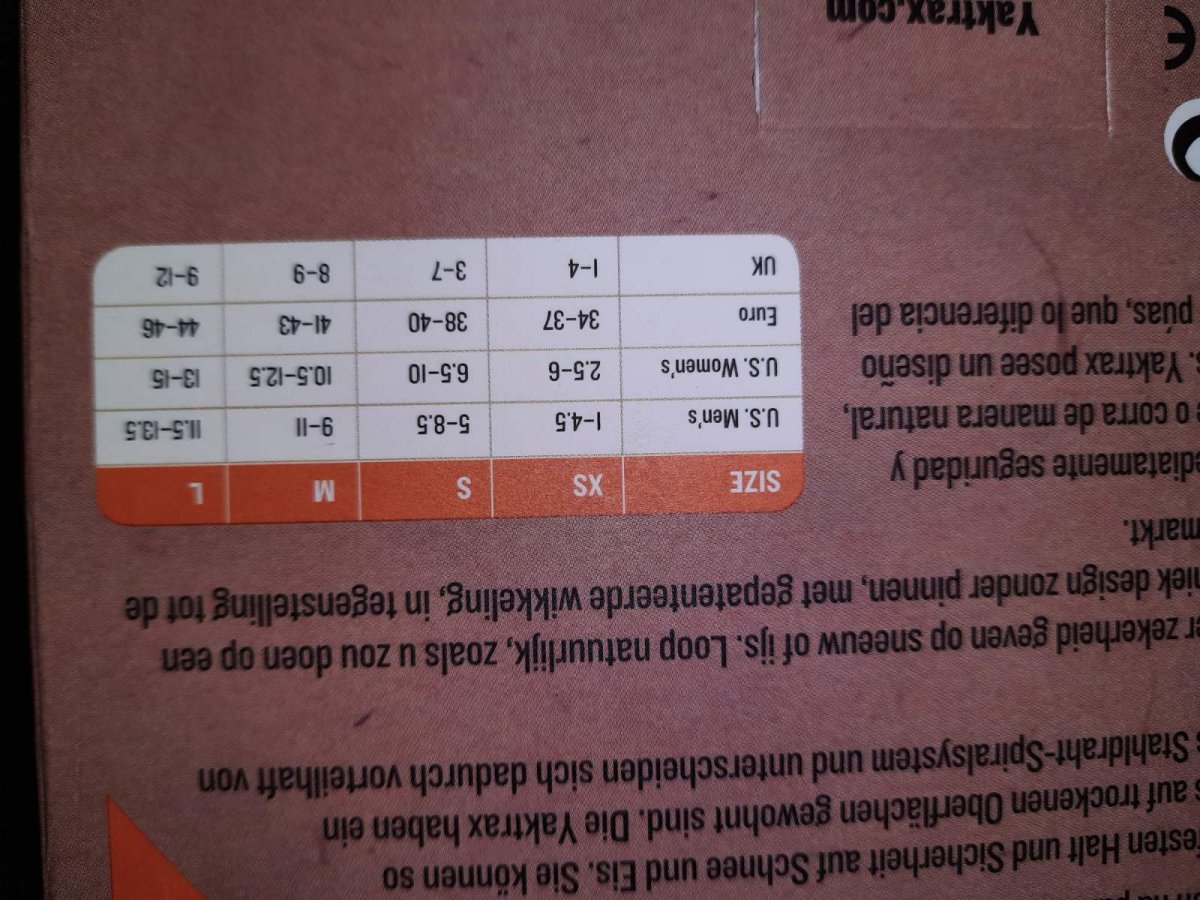 esten Halt und Sicherheit auf Schnee und Eis. Sie können so
auf trockenen Oberflächen gewohnt sind. Die Yaktrax haben ein
Stahldraht-Spiralsystem und unterscheiden sich dadurch vorteilhaft von
er zekerheid geven op sneeuw of ijs. Loop natuurlijk, zoals u zou doen op een
niek design zonder pinnen, met gepatenteerde wikkeling, in tegenstelling tot de
markt.
ediatamente seguridad y
o corra de manera natural,
s. Yaktrax posee un diseño
púas, que lo diferencia del
SIZE XS S M L
U.S. Men's 1-4.5 5-8.5 9-11 11.5-13.5
U.S. Women's 2.5-6 6.5-10 10.5-12.5 13-15
Euro 34-37 38-40 41-43 44-46
UK 1-4 3-7 8-9 9-12
CE
Yaktrax.com